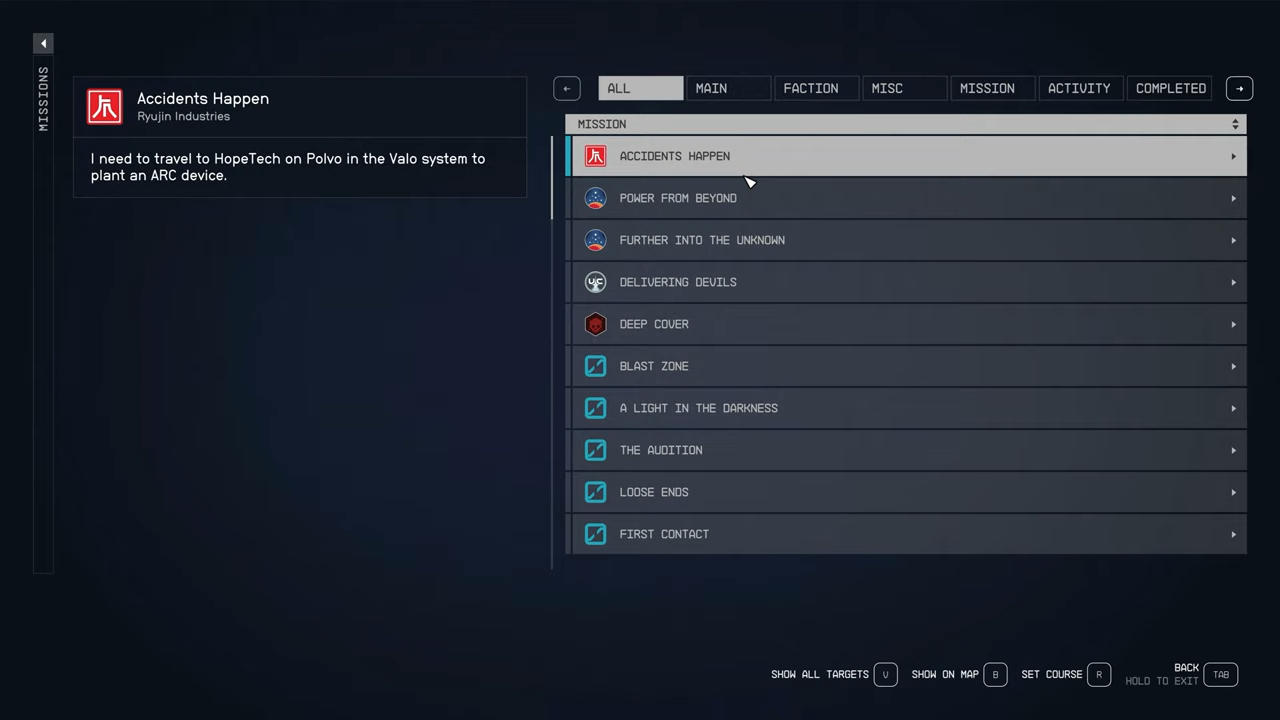 MISSIONS
Accidents Happen
Ryujin Industries
I need to travel to HopeTech on Polvo in the Valo system to
plant an ARC device.
ALL
MAIN
FACTION
MISC
MISSION
ACTIVITY
COMPLETED
MISSION
ACCIDENTS HAPPEN
POWER FROM BEYOND
FURTHER INTO THE UNKNOWN
UC
DELIVERING DEVILS
DEEP COVER
BLAST ZONE
A LIGHT IN THE DARKNESS
THE AUDITION
LOOSE ENDS
FIRST CONTACT
SHOW ALL TARGETS V
SHOW ON MAP B
SET COURSE R
BACK
HOLD TO EXIT
TAB